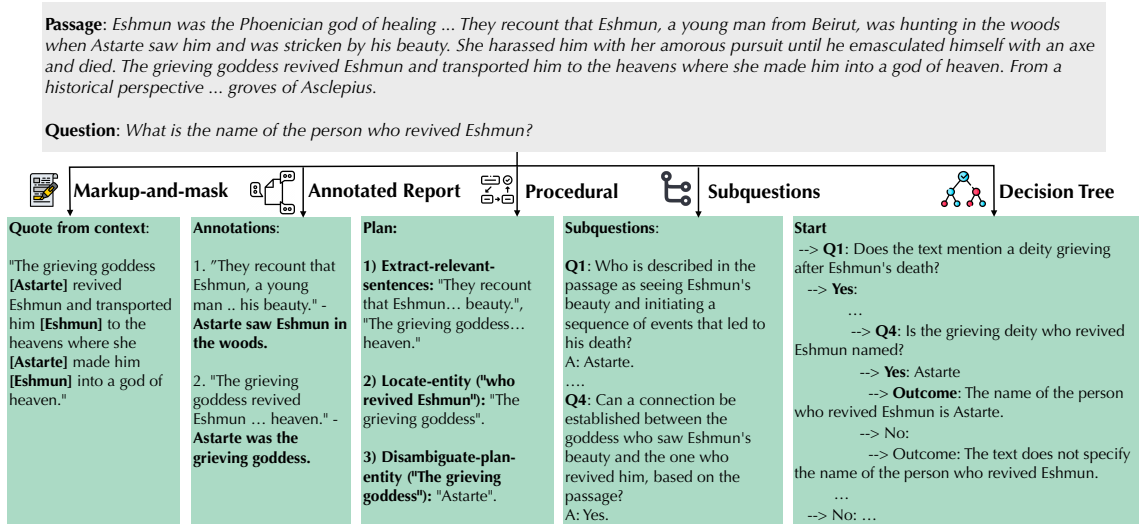 Passage: Eshmun was the Phoenician god of healing ... They recount that Eshmun, a young man from Beirut, was hunting in the woods
when Astarte saw him and was stricken by his beauty. She harassed him with her amorous pursuit until he emasculated himself with an axe
and died. The grieving goddess revived Eshmun and transported him to the heavens where she made him into a god of heaven. From a
historical perspective ... groves of Asclepius.
Question: What is the name of the person who revived Eshmun?
Markup-and-mask
Quote from context:
"The grieving goddess
[Astarte] revived
Eshmun and transported
him [Eshmun] to the
heavens where she
[Astarte] made him
[Eshmun] into a god of
heaven."
Annotated Report
Annotations:
1. "They recount that
Eshmun, a young
man .. his beauty." -
Astarte saw Eshmun in
the woods.
2. "The grieving
goddess revived
Eshmun ... heaven." -
Astarte was the
grieving goddess.
Procedural
Plan:
1) Extract-relevant-
sentences: "They recount
that Eshmun… beauty.",
"The grieving goddess…
heaven."
2) Locate-entity ("who
revived Eshmun"): "The
grieving goddess".
3) Disambiguate-plan-
entity ("The grieving
goddess"): "Astarte".
Subquestions
Subquestions:
Q1: Who is described in the
passage as seeing Eshmun's
beauty and initiating a
sequence of events that led to
his death?
A: Astarte.
....
Q4: Can a connection be
established between the
goddess who saw Eshmun's
beauty and the one who
revived him, based on the
passage?
A: Yes.
Decision Tree
Start
--> Q1: Does the text mention a deity grieving
after Eshmun's death?
--> Yes:
...
--> Q4: Is the grieving deity who revived
Eshmun named?
--> Yes: Astarte
--> Outcome: The name of the person
who revived Eshmun is Astarte.
--> No:
--> Outcome: The text does not specify
the name of the person who revived Eshmun.
...
--> No: …